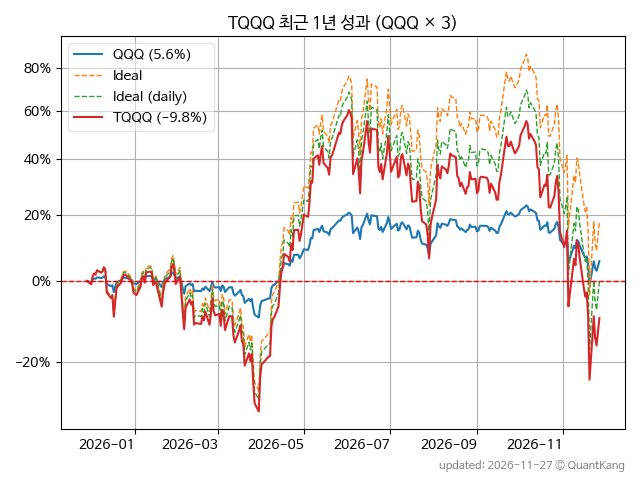 TQQQ 최근 1년 성과 (QQQ × 3)
QQQ (5.6%)
Ideal
Ideal (daily)
TQQQ (−9.8%)
80%
60%
40%
20%
0%
−20%
2026−01
2026−03
2026−05
2026−07
2026−09
2026−11
updated: 2026−11−27 © QuantKang